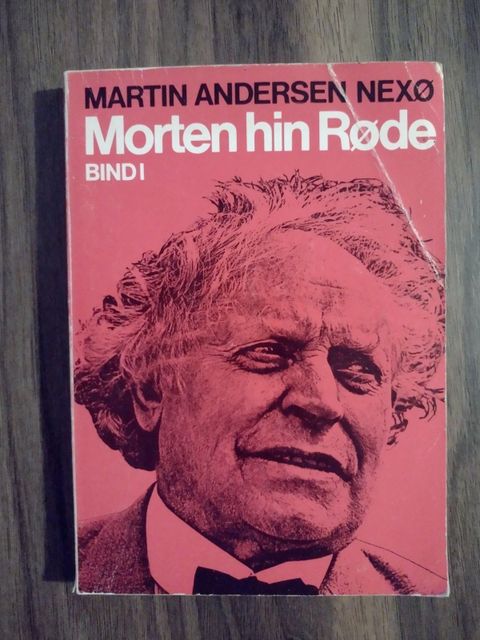 MARTIN ANDERSEN NEXØ
Morten hin Røde
BIND I